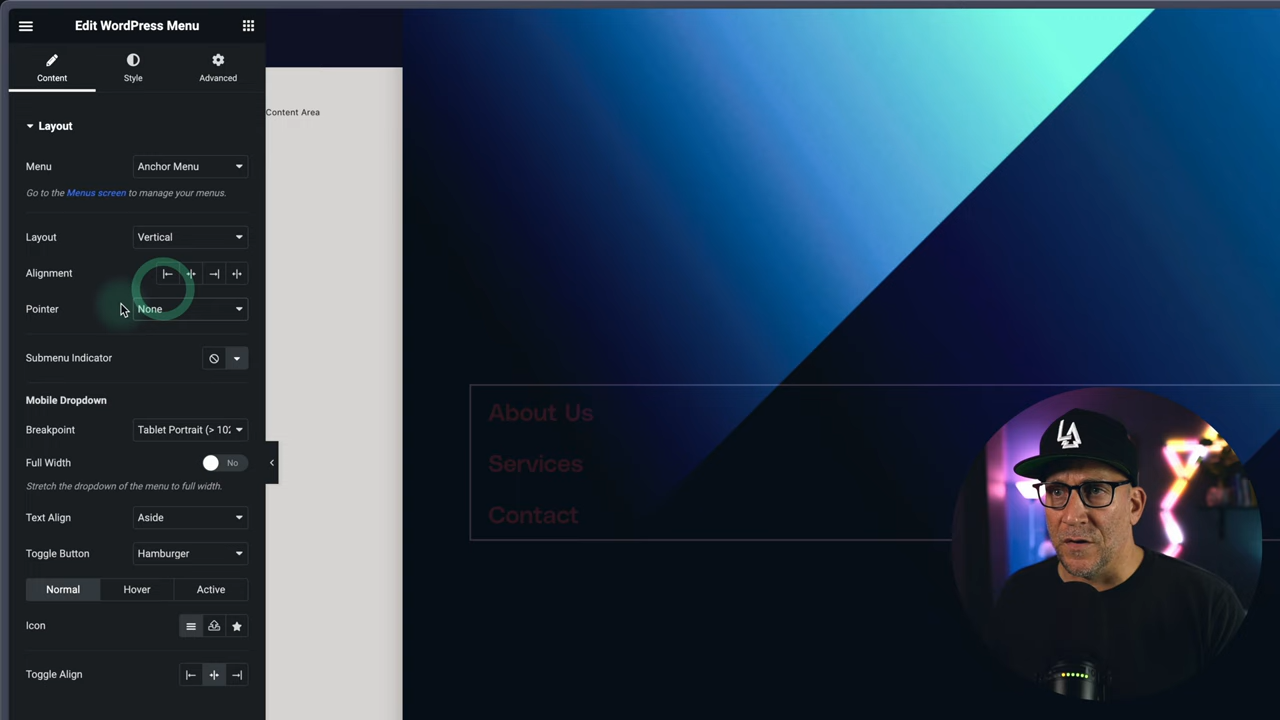 Edit WordPress Menu
Content
Style
Advanced
Layout
Menu
Anchor Menu
Go to the Menus screen to manage your menus.
Layout
Vertical
Alignment
Pointer
None
Submenu Indicator
Mobile Dropdown
Breakpoint
Tablet Portrait (> 102
Full Width
No
Stretch the dropdown of the menu to full width.
Text Align
Aside
Toggle Button
Hamburger
Normal
Hover
Active
Icon
Toggle Align
Content Area
About Us
Services
Contact
LA